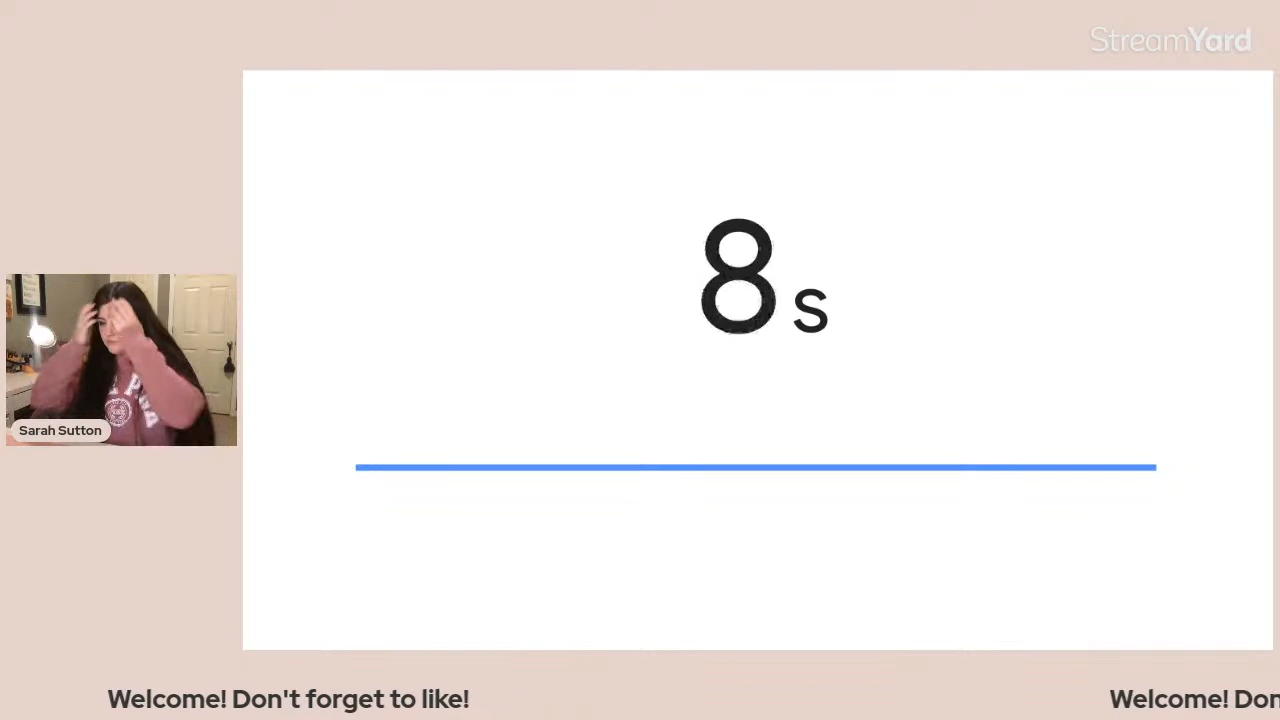 StreamYard
8 s
Sarah Sutton
Welcome! Don't forget to like!
Welcome! Don